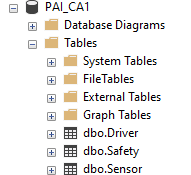 PAI_CA1
Database Diagrams
Tables
System Tables
FileTables
External Tables
Graph Tables
dbo.Driver
dbo.Safety
dbo.Sensor